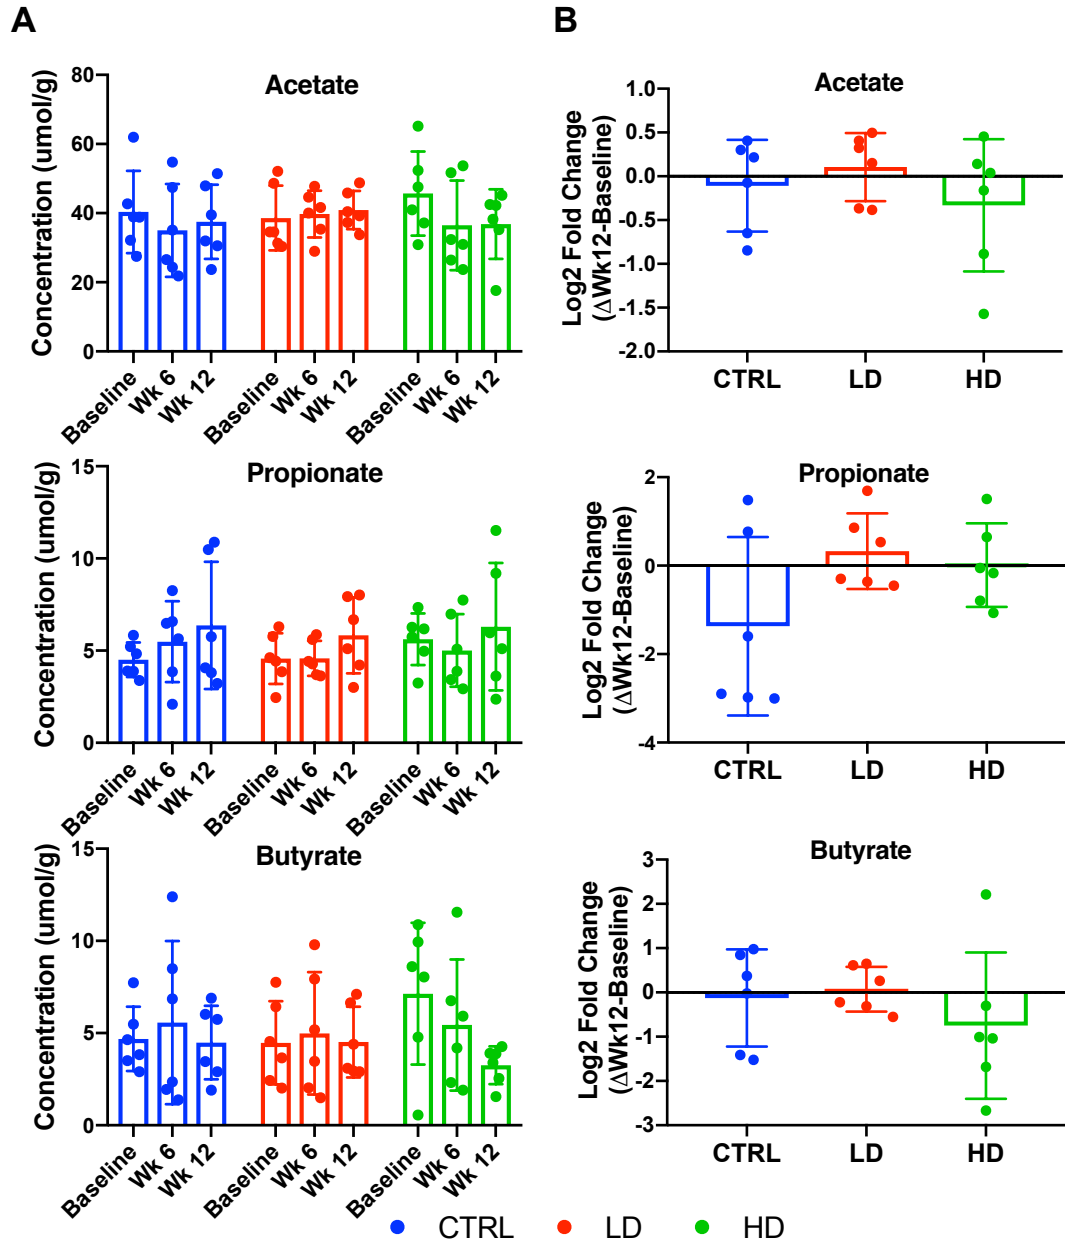 A
B
Acetate
Concentration (umol/g)
80
60
40
20
0
Baseline Wk 6 Wk 12 Baseline Wk 6 Wk 12 Baseline Wk 6 Wk 12
Acetate
Log2 Fold Change
(ΔWk12-Baseline)
1.0
0.5
0.0
-0.5
-1.0
-1.5
-2.0
CTRL LD HD
Propionate
Concentration (umol/g)
15
10
5
0
Baseline Wk 6 Wk 12 Baseline Wk 6 Wk 12 Baseline Wk 6 Wk 12
Propionate
Log2 Fold Change
(ΔWk12-Baseline)
2
0
-2
-4
CTRL LD HD
Butyrate
Concentration (umol/g)
15
10
5
0
Baseline Wk 6 Wk 12 Baseline Wk 6 Wk 12 Baseline Wk 6 Wk 12
Butyrate
Log2 Fold Change
(ΔWk12-Baseline)
3
2
1
0
-1
-2
-3
CTRL LD HD
CTRL LD HD